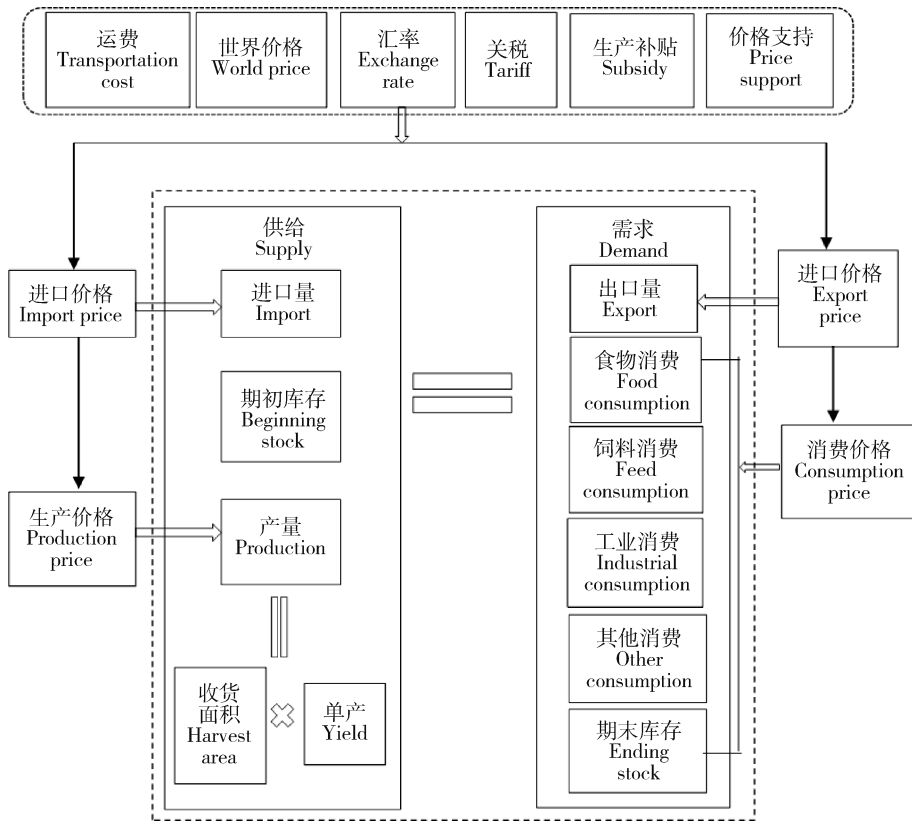 运费
Transportation
cost
世界价格
World price
汇率
Exchange
rate
关税
Tariff
生产补贴
Subsidy
价格支持
Price
support
供给
Supply
需求
Demand
进口价格
Import price
进口量
Import
出口量
Export
进口价格
Export
price
期初库存
Beginning
stock
食物消费
Food
consumption
饲料消费
Feed
consumption
消费价格
Consumption
price
生产价格
Production
price
产量
Production
工业消费
Industrial
consumption
其他消费
Other
consumption
收货
面积
Harvest
area
单产
Yield
期末库存
Ending
stock